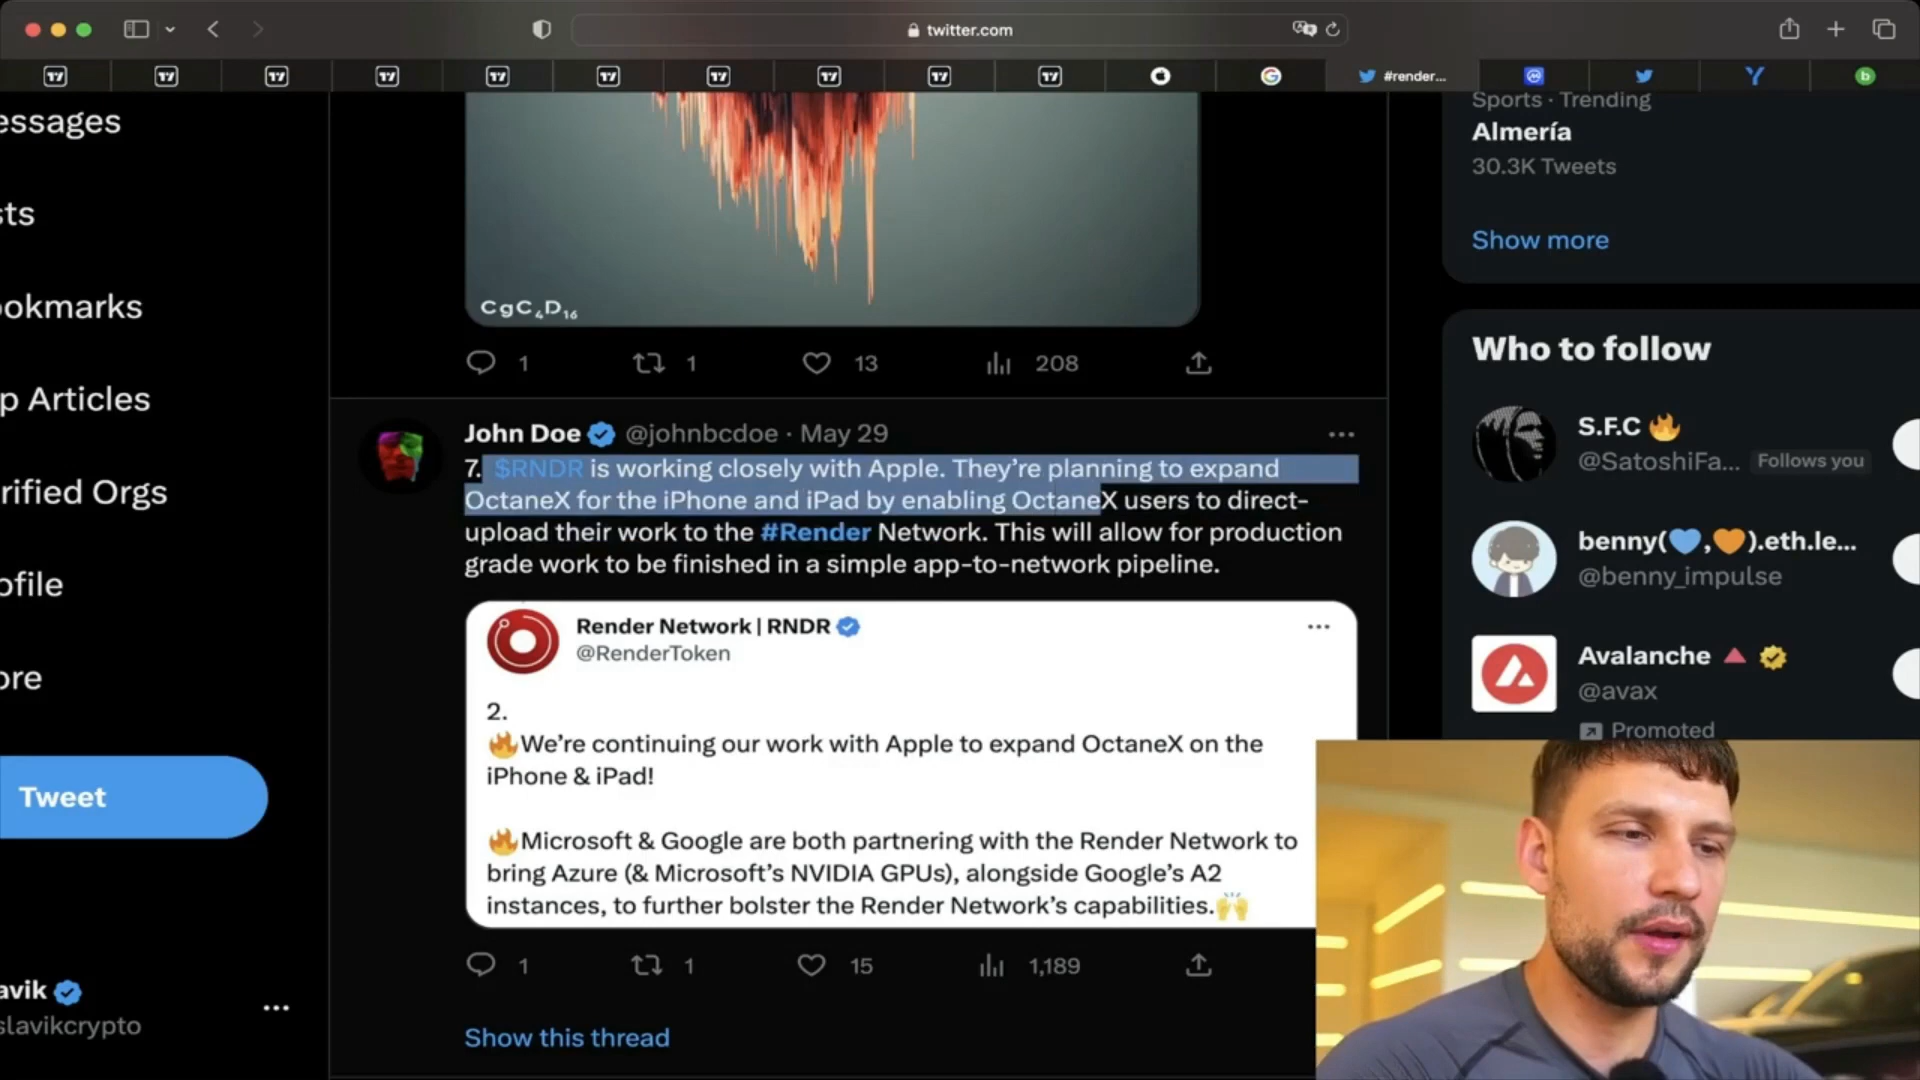 twitter.com
#render...
essages
sts
ookmarks
p Articles
rified Orgs
ofile
ore
Tweet
avik
slavikcrypto
CgC4D16
1 1 13 208
John Doe @johnbcdoe · May 29
7. $RNDR is working closely with Apple. They’re planning to expand
OctaneX for the iPhone and iPad by enabling OctaneX users to direct-
upload their work to the #Render Network. This will allow for production
grade work to be finished in a simple app-to-network pipeline.
Render Network | RNDR
@RenderToken
2.
🔥We’re continuing our work with Apple to expand OctaneX on the
iPhone & iPad!
🔥Microsoft & Google are both partnering with the Render Network to
bring Azure (& Microsoft’s NVIDIA GPUs), alongside Google’s A2
instances, to further bolster the Render Network’s capabilities.🙌
1 1 15 1,189
Show this thread
Sports · Trending
Almería
30.3K Tweets
Show more
Who to follow
S.F.C 🔥
@SatoshiFa... Follows you
benny(💙,🧡).eth.le...
@benny_impulse
Avalanche 🔺
@avax
Promoted